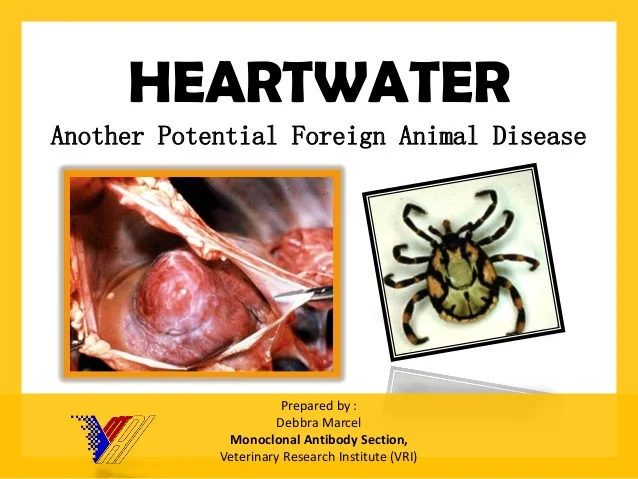 HEARTWATER
Another Potential Foreign Animal Disease
Prepared by :
Debbra Marcel
Monoclonal Antibody Section,
Veterinary Research Institute (VRI)